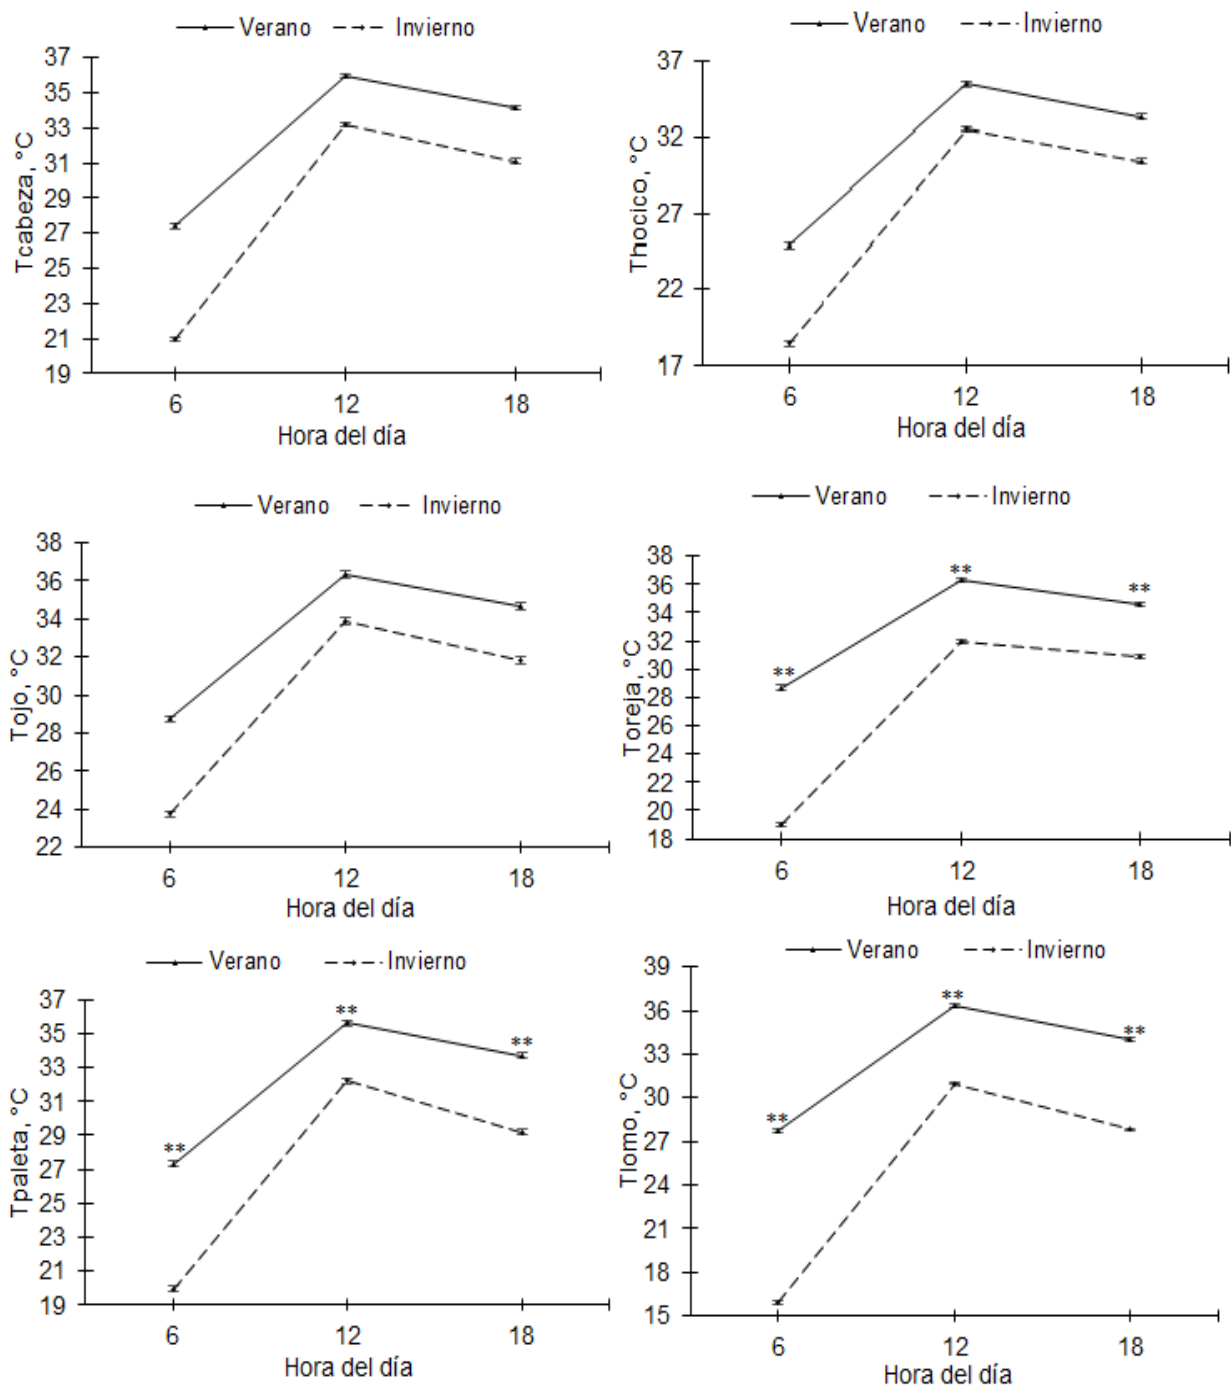 Verano Invierno
Tcabeza, °C
37
35
33
31
29
27
25
23
21
19
6 12 18
Hora del día
Verano Invierno
Thocico, °C
37
32
27
22
17
6 12 18
Hora del día
Verano Invierno
Tojo, °C
38
36
34
32
30
28
26
24
22
6 12 18
Hora del día
Verano Invierno
Toreja, °C
38
36
34
32
30
28
26
24
22
20
18
** ** **
6 12 18
Hora del día
Verano Invierno
Tpaleta, °C
37
35
33
31
29
27
25
23
21
19
** ** **
6 12 18
Hora del día
Verano Invierno
Tlomo, °C
39
36
33
30
27
24
21
18
15
** ** **
6 12 18
Hora del día